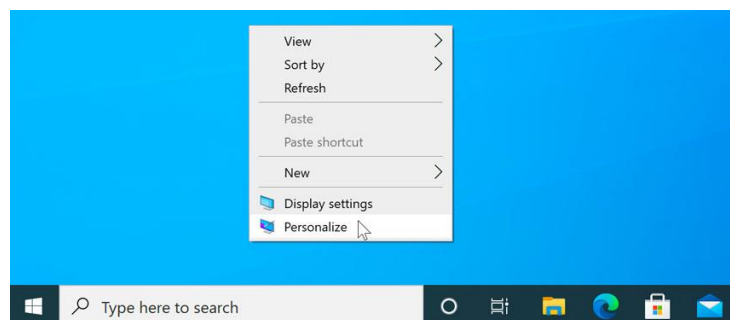 View
Sort by
Refresh
Paste
Paste shortcut
New
Display settings
Personalize
Type here to search